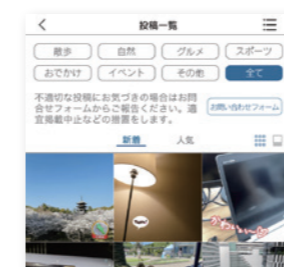 投稿一覧
散歩 自然 グルメ スポーツ
おでかけ イベント その他 全て
不適切な投稿にお気づきの場合はお問
合せフォームからご報告ください。適
宜掲載中止などの措置をします。
お問い合わせフォーム
新着 人気